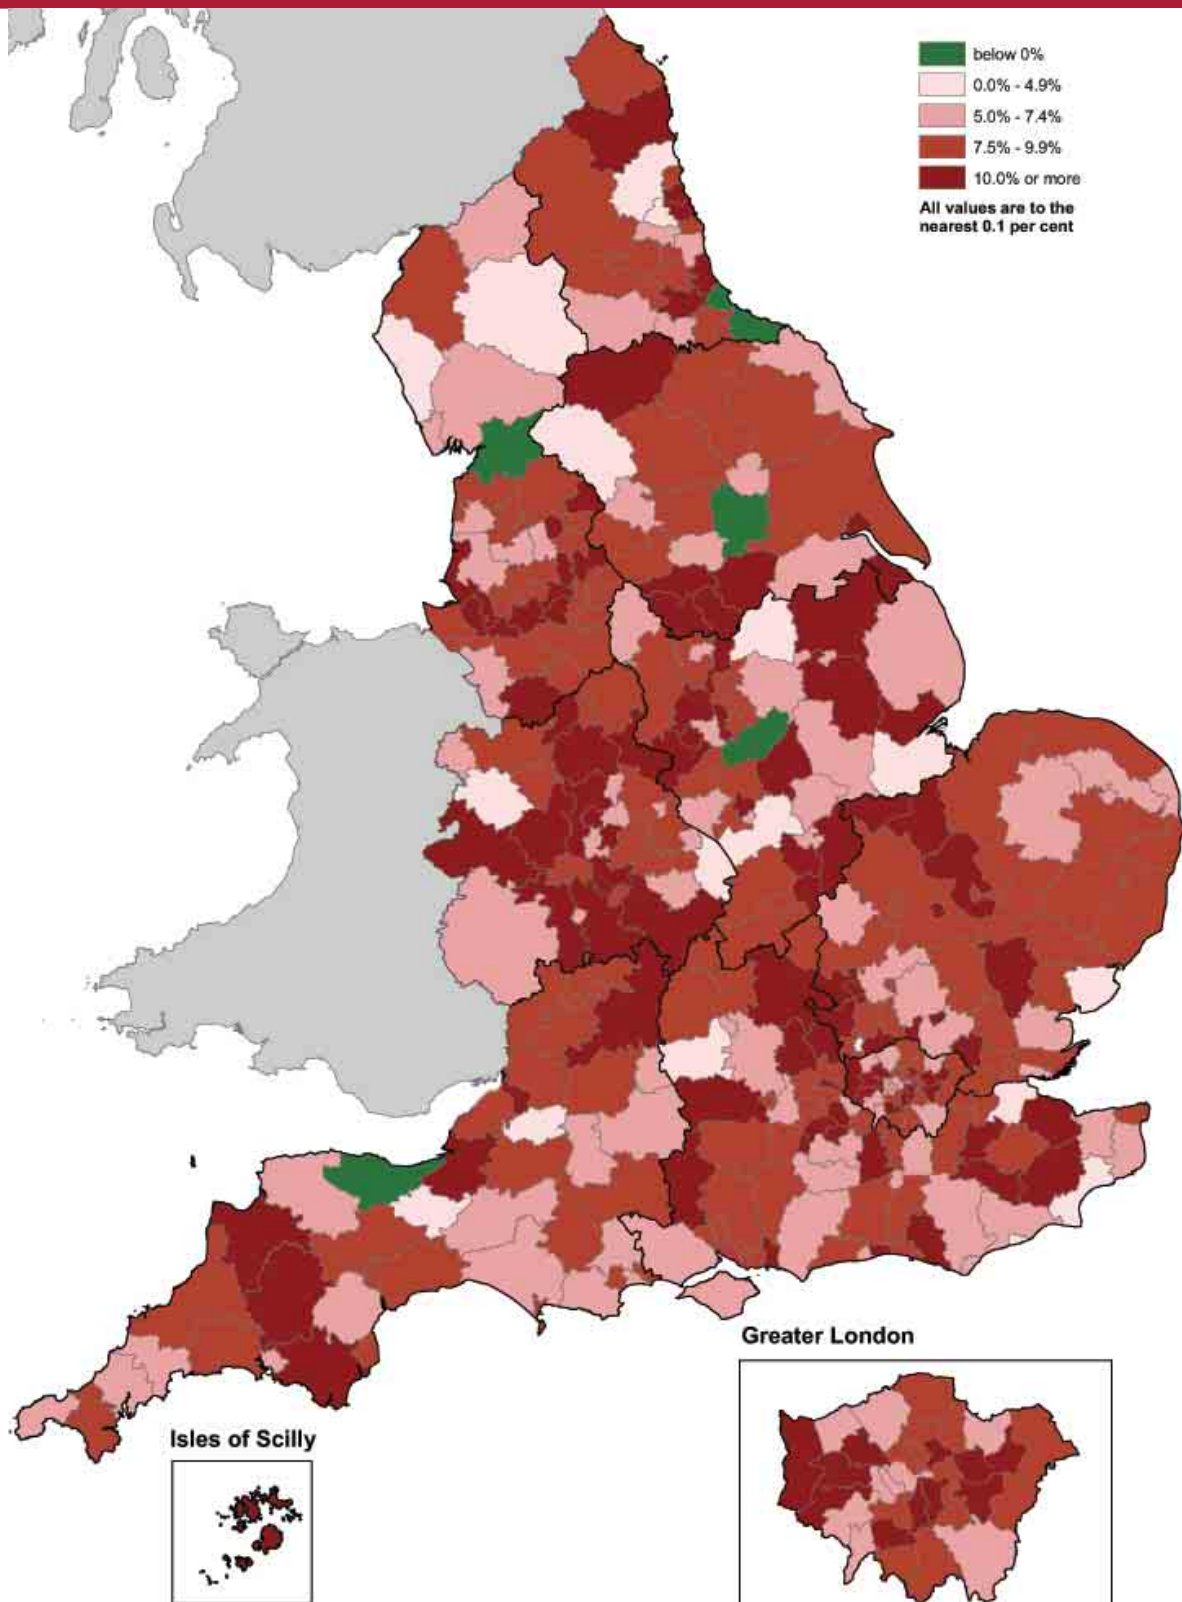 below 0%
0.0% - 4.9%
5.0% - 7.4%
7.5% - 9.9%
10.0% or more
All values are to the
nearest 0.1 per cent
Greater London
Isles of Scilly